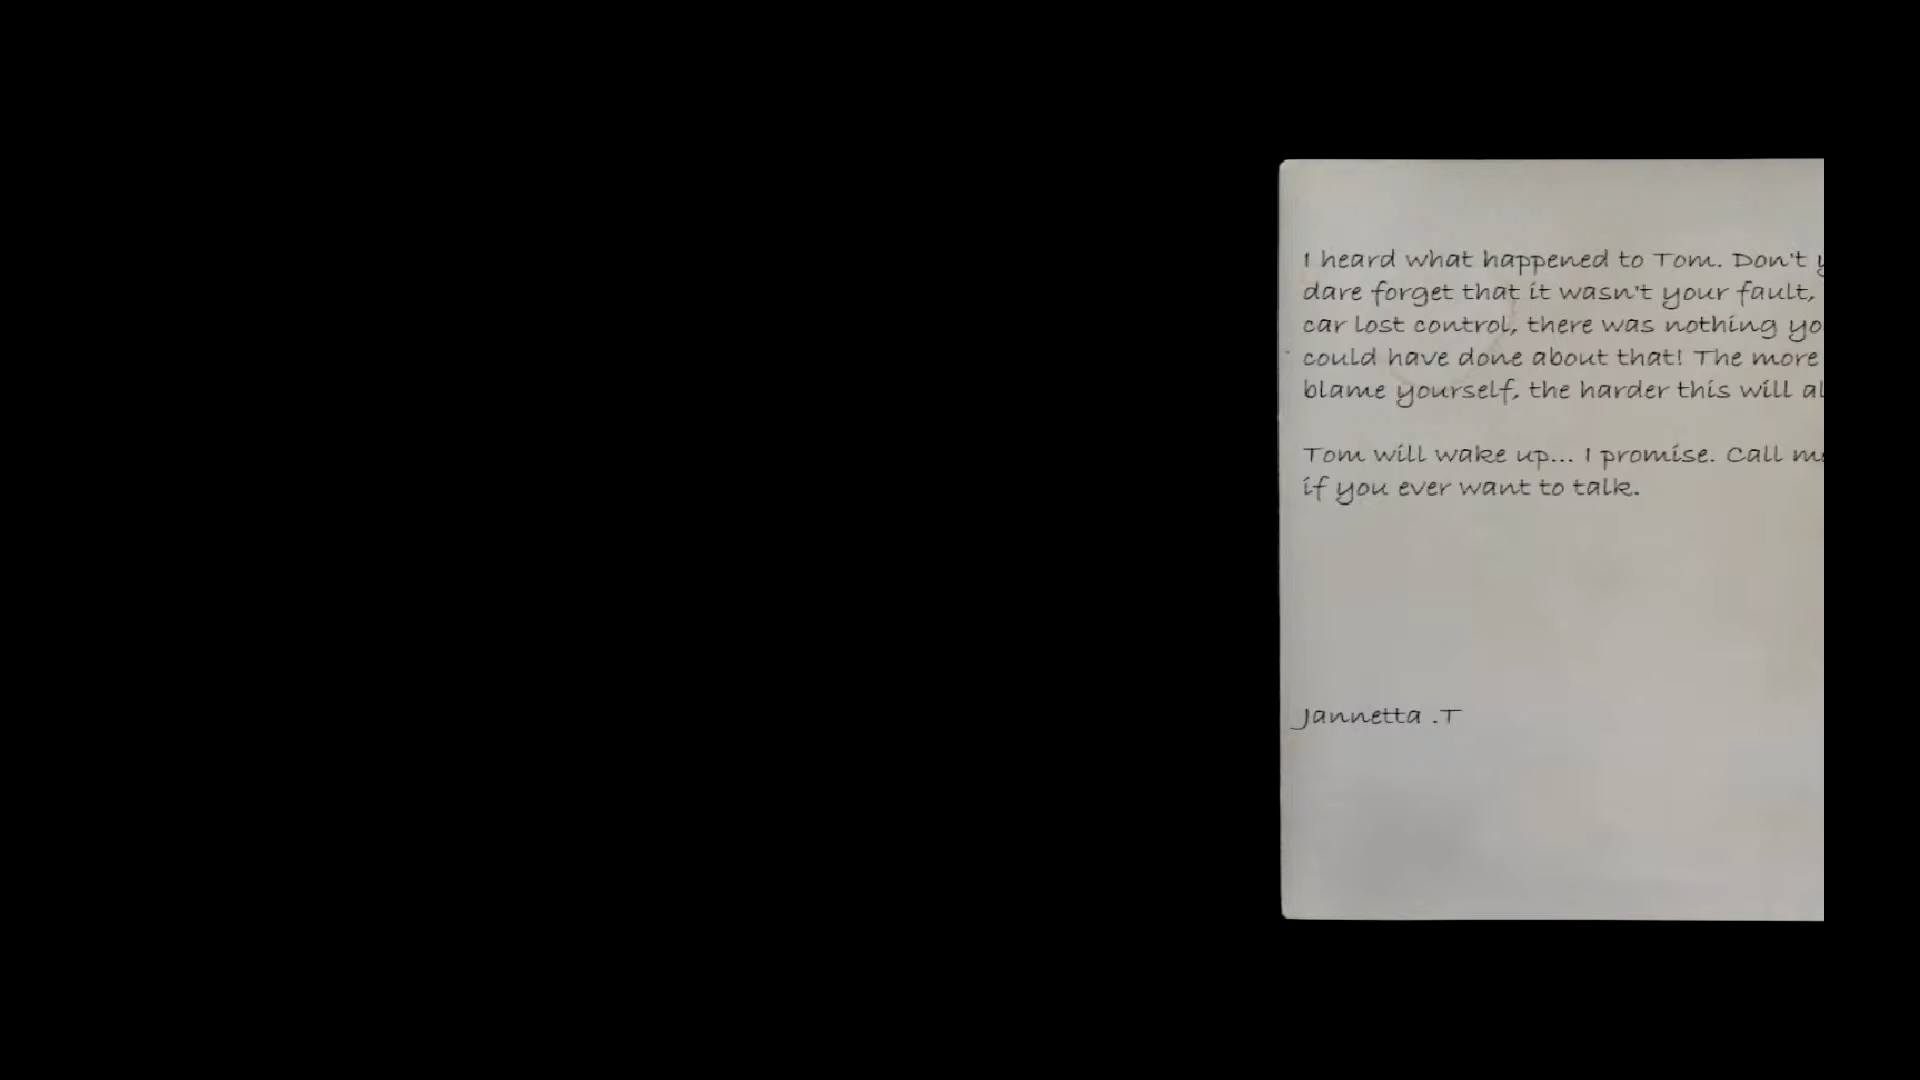 I heard what happened to Tom. Don't
dare forget that it wasn't your fault,
car lost control, there was nothing yo
could have done about that! The more
blame yourself, the harder this will al
Tom will wake up... I promise. Call
if you ever want to talk.
Jannetta .T